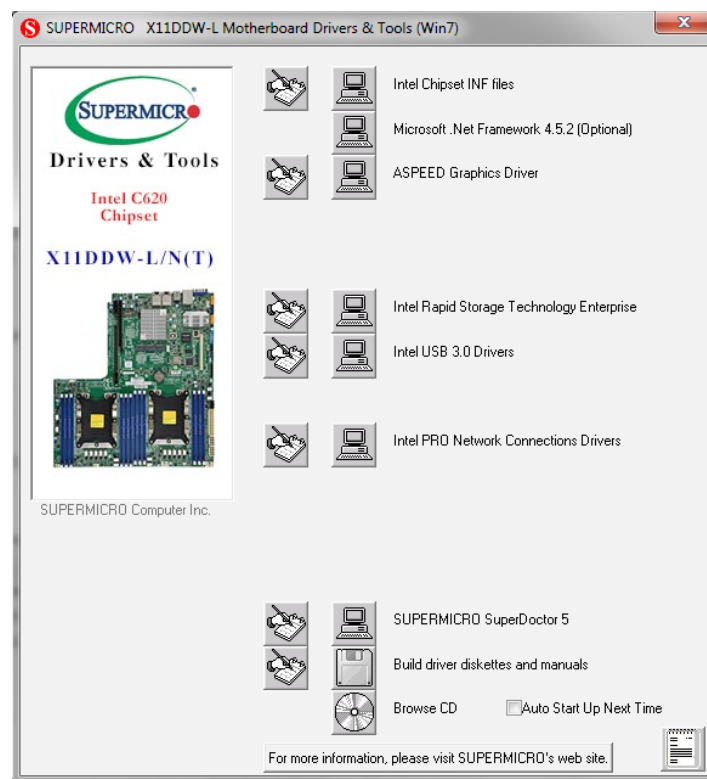 SUPERMICRO X11DDW-L Motherboard Drivers & Tools (Win7)
SUPERMICRO
Drivers & Tools
Intel C620
Chipset
X11DDW-L/N(T)
SUPERMICRO Computer Inc.
Intel Chipset INF files
Microsoft .Net Framework 4.5.2 (Optional)
ASPEED Graphics Driver
Intel Rapid Storage Technology Enterprise
Intel USB 3.0 Drivers
Intel PRO Network Connections Drivers
SUPERMICRO SuperDoctor 5
Build driver diskettes and manuals
Browse CD
Auto Start Up Next Time
For more information, please visit SUPERMICRO's web site.